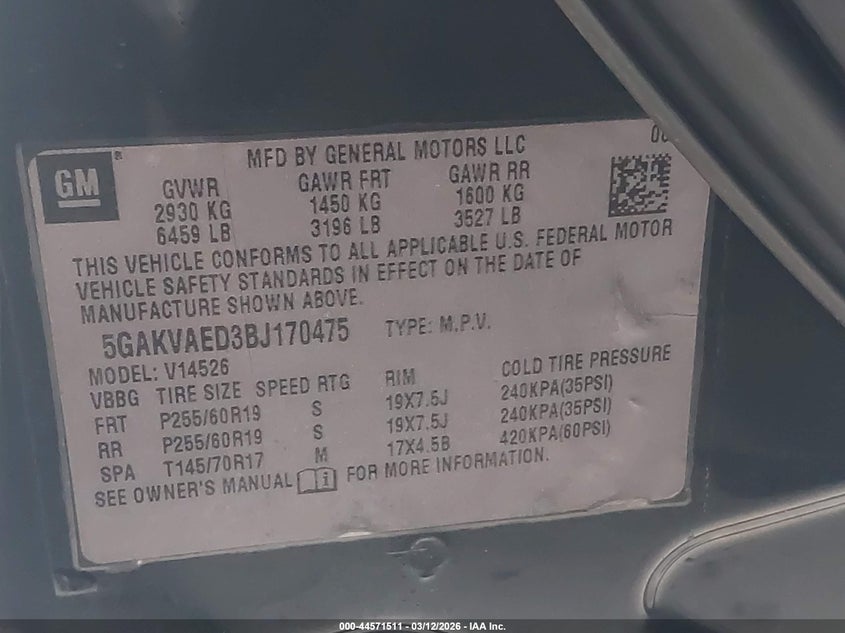 GM®
MFD BY GENERAL MOTORS LLC
GVWR GAWR FRT GAWR RR
2930 KG 1450 KG 1600 KG
6459 LB 3196 LB 3527 LB
THIS VEHICLE CONFORMS TO ALL APPLICABLE U.S. FEDERAL MOTOR
VEHICLE SAFETY STANDARDS IN EFFECT ON THE DATE OF
MANUFACTURE SHOWN ABOVE.
5GAKVAED3BJ170475 TYPE: M.P.V.
MODEL: V14526
VBBG TIRE SIZE SPEED RTG RIM COLD TIRE PRESSURE
FRT P255/60R19 S 19X7.5J 240KPA(35PSI)
RR P255/60R19 S 19X7.5J 240KPA(35PSI)
SPA T145/70R17 M 17X4.5B 420KPA(60PSI)
SEE OWNER'S MANUAL i FOR MORE INFORMATION.
000-44571511 - 03/12/2026 - IAA Inc.